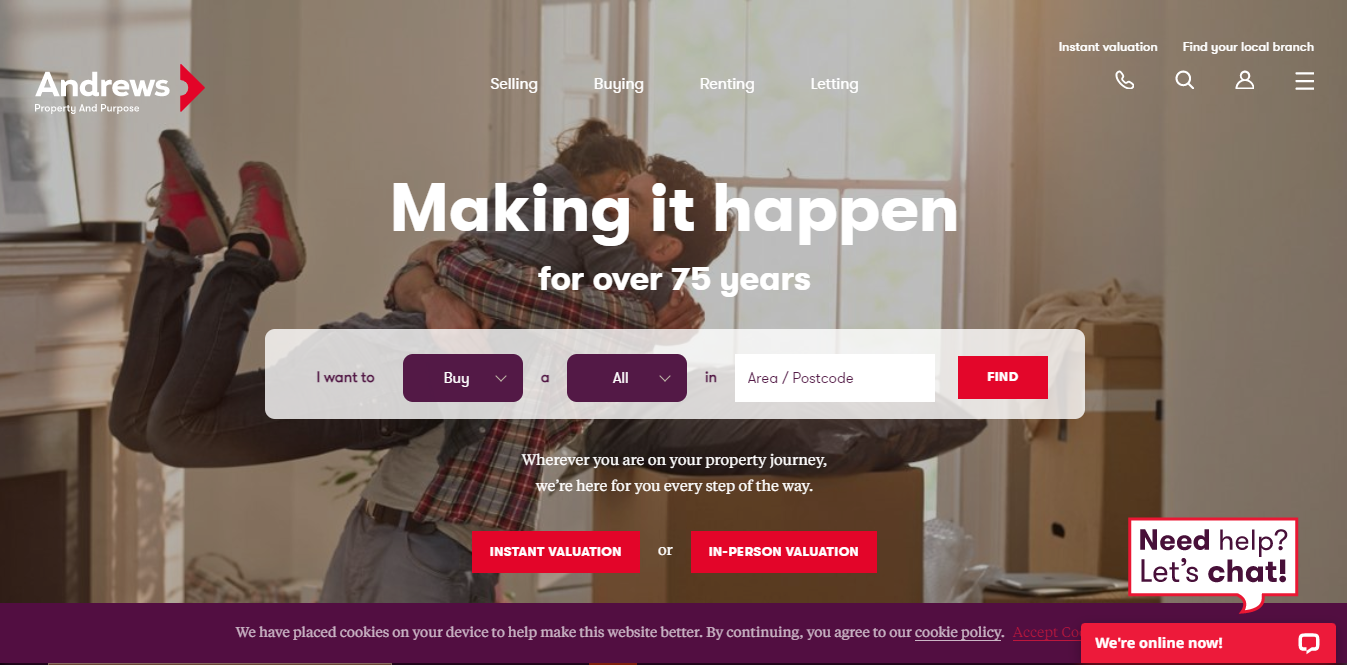 Instant valuation
Find your local branch
Andrews
Property And Purpose
Selling
Buying
Renting
Letting
Making it happen
for over 75 years
I want to
Buy
a
All
in
Area / Postcode
FIND
Wherever you are on your property journey,
we're here for you every step of the way.
INSTANT VALUATION
or
IN-PERSON VALUATION
Need help?
Let's chat!
We have placed cookies on your device to help make this website better. By continuing, you agree to our cookie policy. Accept
We're online now!